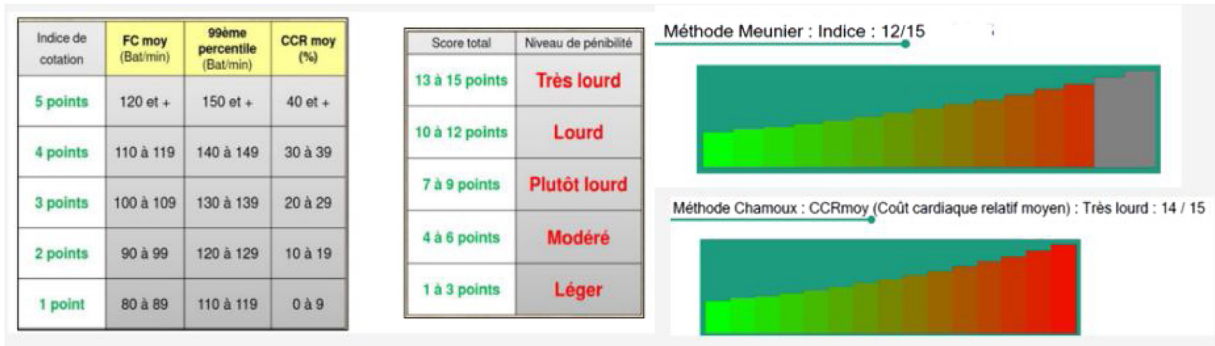 Indice de cotation FC moy (Bat/min) 99ème percentile (Bat/min) CCR moy (%)
5 points 120 et + 150 et + 40 et +
4 points 110 à 119 140 à 149 30 à 39
3 points 100 à 109 130 à 139 20 à 29
2 points 90 à 99 120 à 129 10 à 19
1 point 80 à 89 110 à 119 0 à 9
Score total Niveau de pénibilité
13 à 15 points Très lourd
10 à 12 points Lourd
7 à 9 points Plutôt lourd
4 à 6 points Modéré
1 à 3 points Léger
Méthode Meunier : Indice : 12/15
Méthode Chamoux : CCRmoy (Coût cardiaque relatif moyen) : Très lourd : 14 / 15